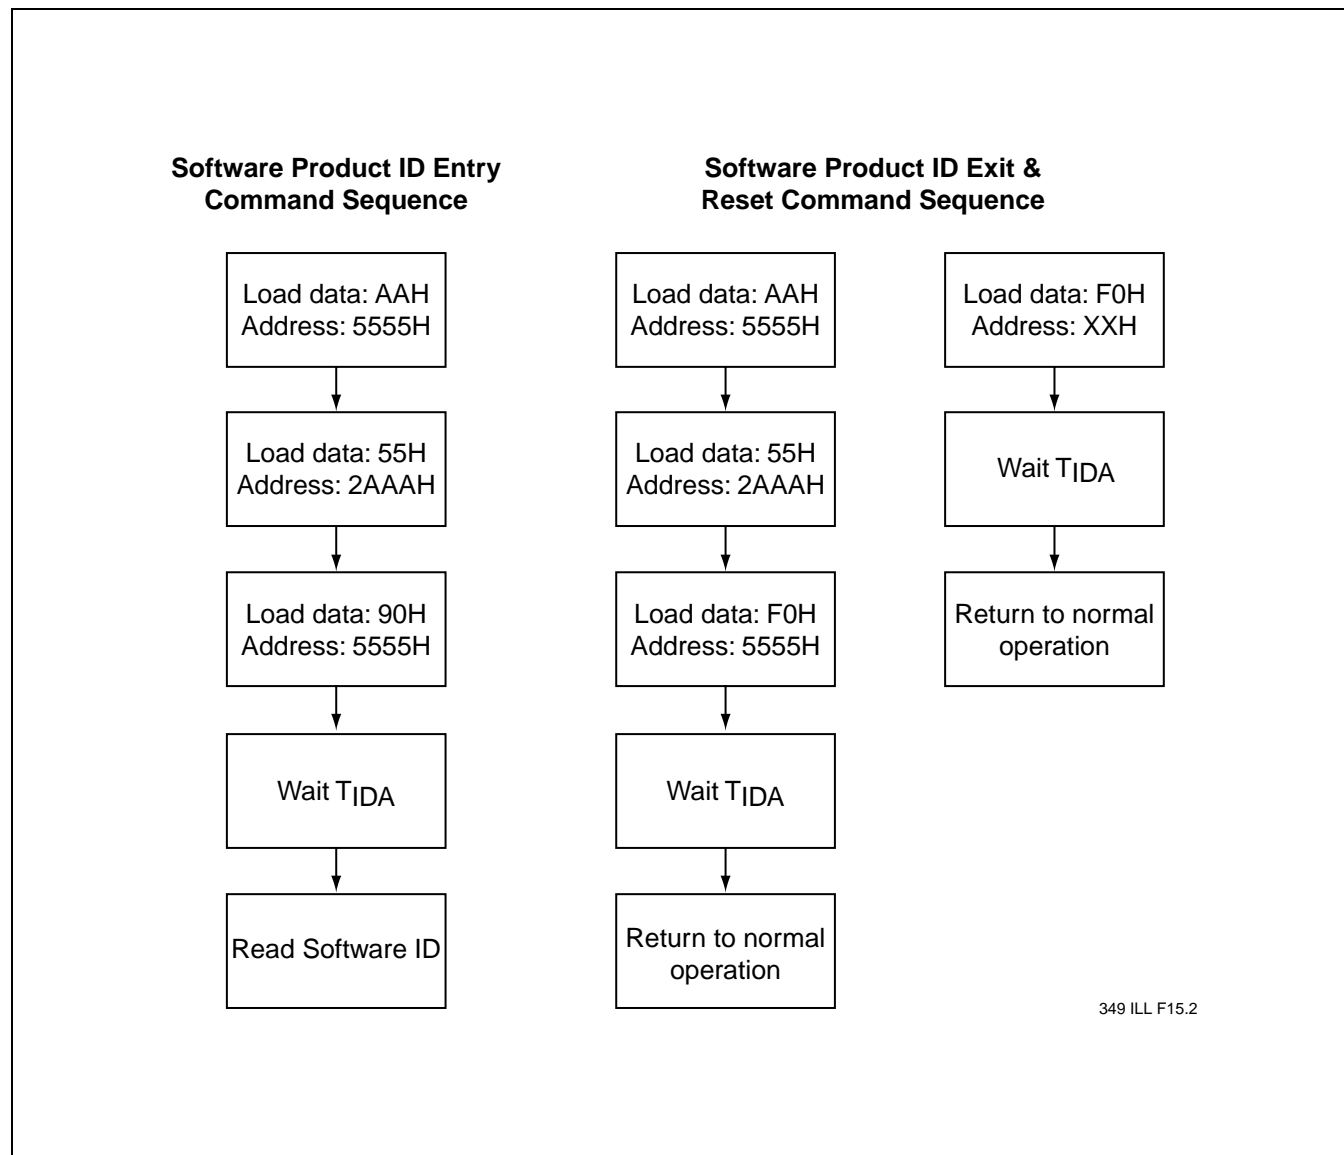 Software Product ID Entry
Command Sequence
Load data: AAH
Address: 5555H
Load data: 55H
Address: 2AAAH
Load data: 90H
Address: 5555H
Wait TIDA
Read Software ID
Software Product ID Exit &
Reset Command Sequence
Load data: AAH
Address: 5555H
Load data: 55H
Address: 2AAAH
Load data: F0H
Address: 5555H
Wait TIDA
Return to normal
operation
Load data: F0H
Address: XXH
Wait TIDA
Return to normal
operation
349 ILL F15.2